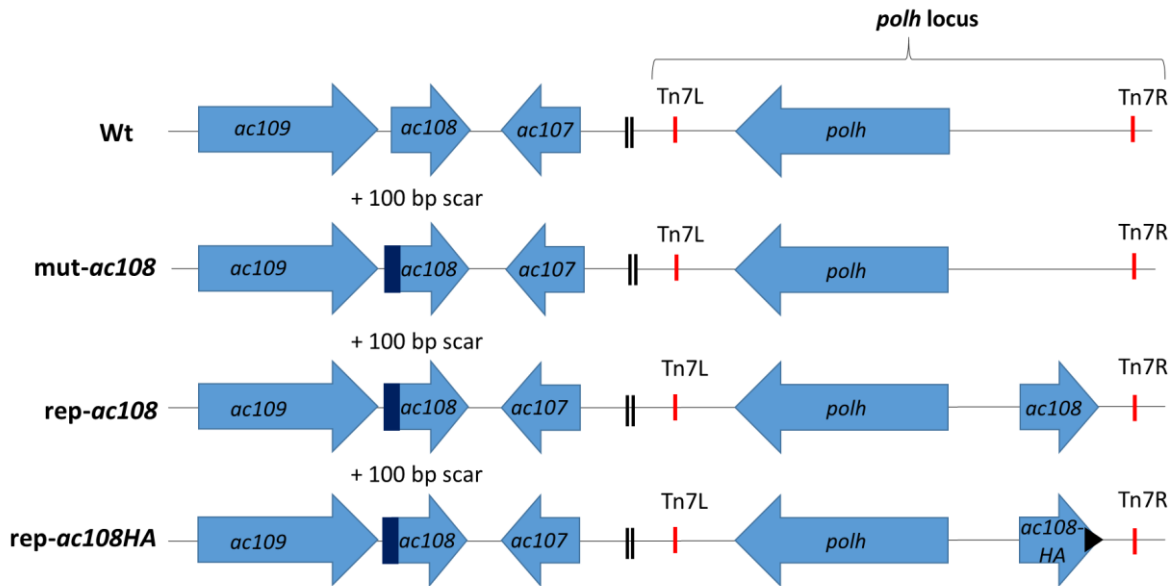 polh locus
Tn7L Tn7R
Wt ac109 ac108 ac107 polh
+ 100 bp scar
Tn7L Tn7R
mut-ac108 ac109 ac108 ac107 polh
+ 100 bp scar
Tn7L Tn7R
rep-ac108 ac109 ac108 ac107 polh ac108
+ 100 bp scar
Tn7L Tn7R
rep-ac108HA ac109 ac108 ac107 polh ac108-
HA